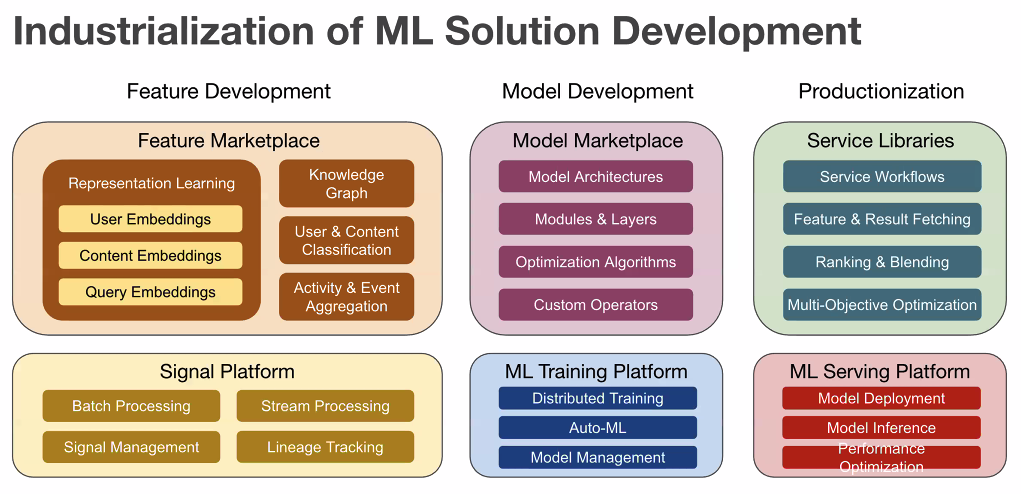 Industrialization of ML Solution Development
Feature Development
Model Development
Productionization
Feature Marketplace
Representation Learning
User Embeddings
Content Embeddings
Query Embeddings
Knowledge
Graph
User & Content
Classification
Activity & Event
Aggregation
Model Marketplace
Model Architectures
Modules & Layers
Optimization Algorithms
Custom Operators
Service Libraries
Service Workflows
Feature & Result Fetching
Ranking & Blending
Multi-Objective Optimization
Signal Platform
Batch Processing
Stream Processing
Signal Management
Lineage Tracking
ML Training Platform
Distributed Training
Auto-ML
Model Management
ML Serving Platform
Model Deployment
Model Inference
Performance
Optimization